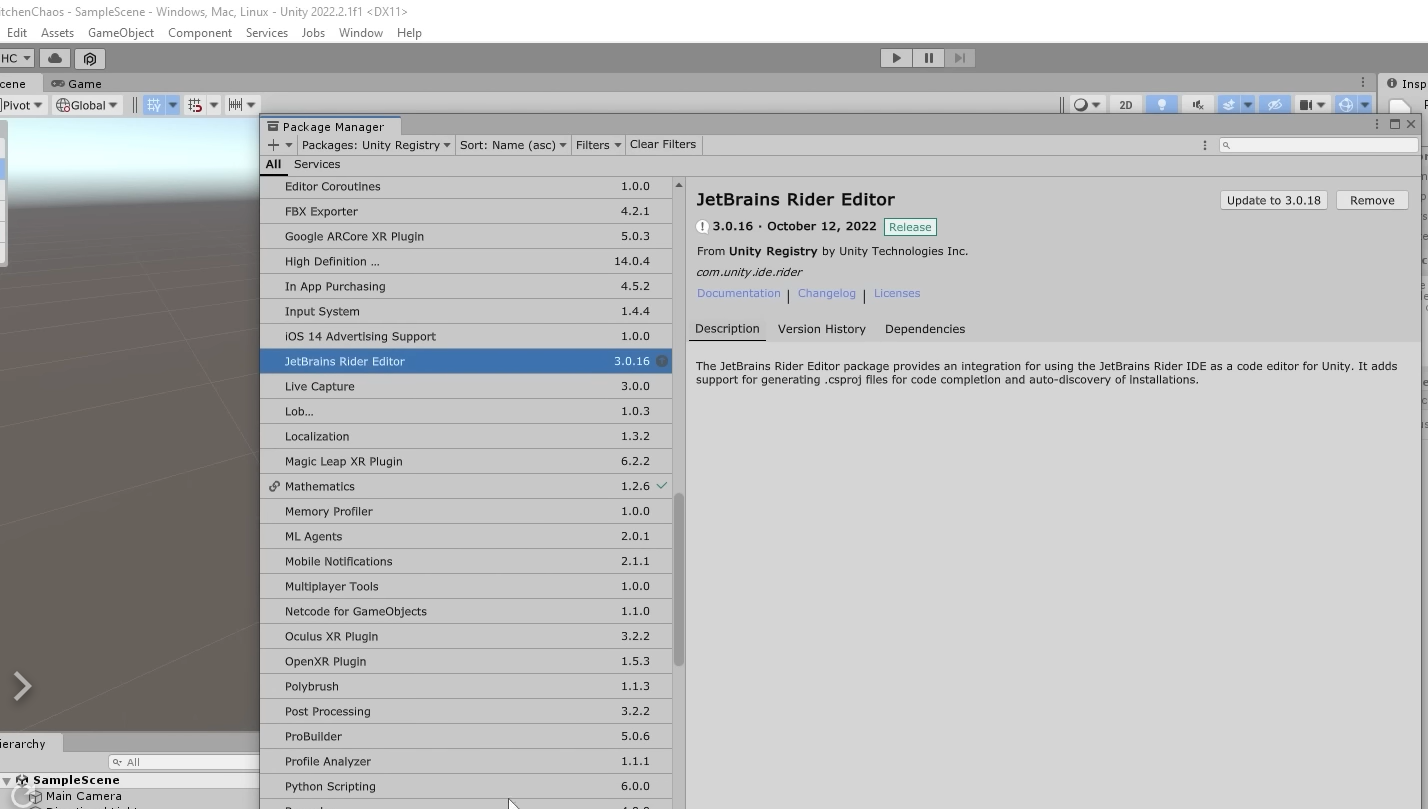 itchenChaos - SampleScene - Windows, Mac, Linux - Unity 2022.2.1f1 <DX11>
Edit Assets GameObject Component Services Jobs Window Help
HC
cene Game
Pivot Global 2D Insp
Package Manager
Packages: Unity Registry Sort: Name (asc) Filters Clear Filters
All Services
Editor Coroutines 1.0.0
FBX Exporter 4.2.1
Google ARCore XR Plugin 5.0.3
High Definition ... 14.0.4
In App Purchasing 4.5.2
Input System 1.4.4
iOS 14 Advertising Support 1.0.0
JetBrains Rider Editor 3.0.16
Live Capture 3.0.0
Lob... 1.0.3
Localization 1.3.2
Magic Leap XR Plugin 6.2.2
Mathematics 1.2.6
Memory Profiler 1.0.0
ML Agents 2.0.1
Mobile Notifications 2.1.1
Multiplayer Tools 1.0.0
Netcode for GameObjects 1.1.0
Oculus XR Plugin 3.2.2
OpenXR Plugin 1.5.3
Polybrush 1.1.3
Post Processing 3.2.2
ProBuilder 5.0.6
Profile Analyzer 1.1.1
Python Scripting 6.0.0
JetBrains Rider Editor
Update to 3.0.18 Remove
3.0.16 · October 12, 2022 Release
From Unity Registry by Unity Technologies Inc.
com.unity.ide.rider
Documentation | Changelog | Licenses
Description Version History Dependencies
The JetBrains Rider Editor package provides an integration for using the JetBrains Rider IDE as a code editor for Unity. It adds
support for generating .csproj files for code completion and auto-discovery of installations.
ierarchy
All
SampleScene
Main Camera